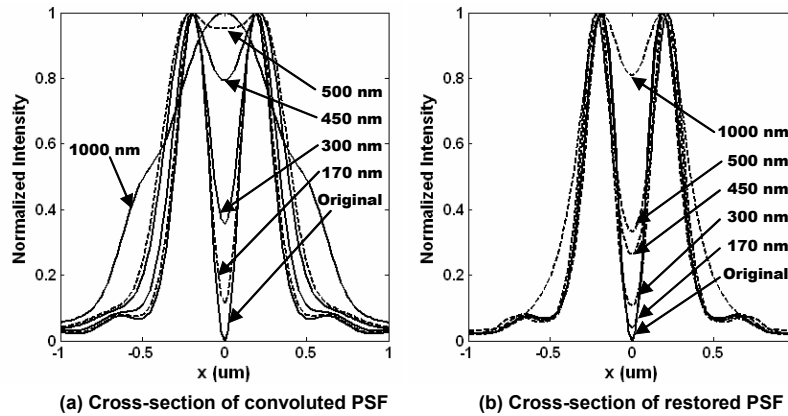 Normalized Intensity
1
0.8
0.6
0.4
0.2
0
-1
-0.5
0
0.5
1
x (um)
500 nm
450 nm
300 nm
170 nm
Original
1000 nm
(a) Cross-section of convoluted PSF
Normalized Intensity
1
0.8
0.6
0.4
0.2
0
-1
-0.5
0
0.5
x (um)
1000 nm
500 nm
450 nm
300 nm
170 nm
Original
(b) Cross-section of restored PSF